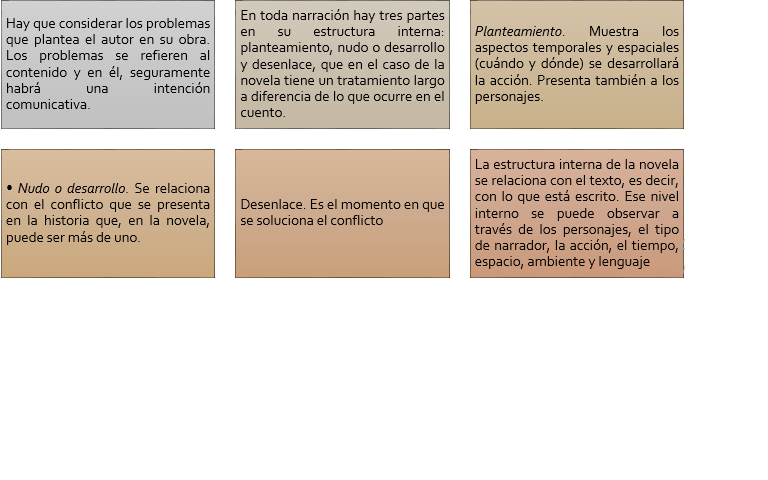 Hay que considerar los problemas
que plantea el autor en su obra.
Los problemas se refieren al
contenido y en él, seguramente
habrá una intención
comunicativa.
En toda narración hay tres partes
en su estructura interna:
planteamiento, nudo o desarrollo
y desenlace, que en el caso de la
novela tiene un tratamiento largo
a diferencia de lo que ocurre en el
cuento.
Planteamiento. Muestra los
aspectos temporales y espaciales
(cuándo y dónde) se desarrollará
la acción. Presenta también a los
personajes.
• Nudo o desarrollo. Se relaciona
con el conflicto que se presenta
en la historia que, en la novela,
puede ser más de uno.
Desenlace. Es el momento en que
se soluciona el conflicto
La estructura interna de la novela
se relaciona con el texto, es decir,
con lo que está escrito. Ese nivel
interno se puede observar a
través de los personajes, el tipo
de narrador, la acción, el tiempo,
espacio, ambiente y lenguaje